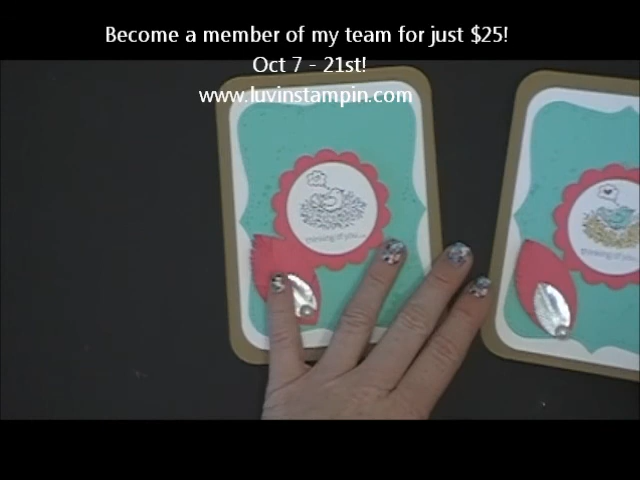 Become a member of my team for just $25!
Oct 7 - 21st!
www.luvinstampin.com
thinking of you...
thinking of you...